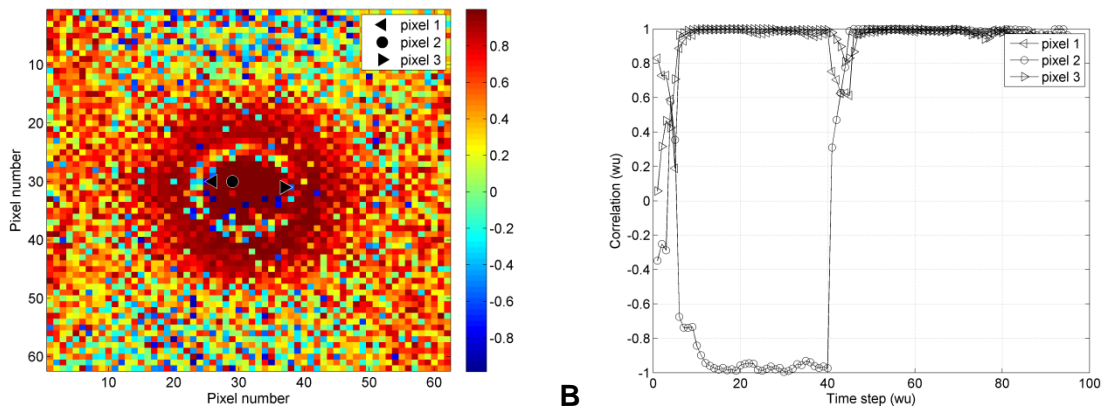 pixel 1
pixel 2
pixel 3
10
20
30
40
50
60
Pixel number
10 20 30 40 50 60
Pixel number
0.8
0.6
0.4
0.2
0
-0.2
-0.4
-0.6
-0.8
B
1
0.8
0.6
0.4
0.2
0
-0.2
-0.4
-0.6
-0.8
-1
Correlation (wu)
0 20 40 60 80 100
Time step (wu)
pixel 1
pixel 2
pixel 3